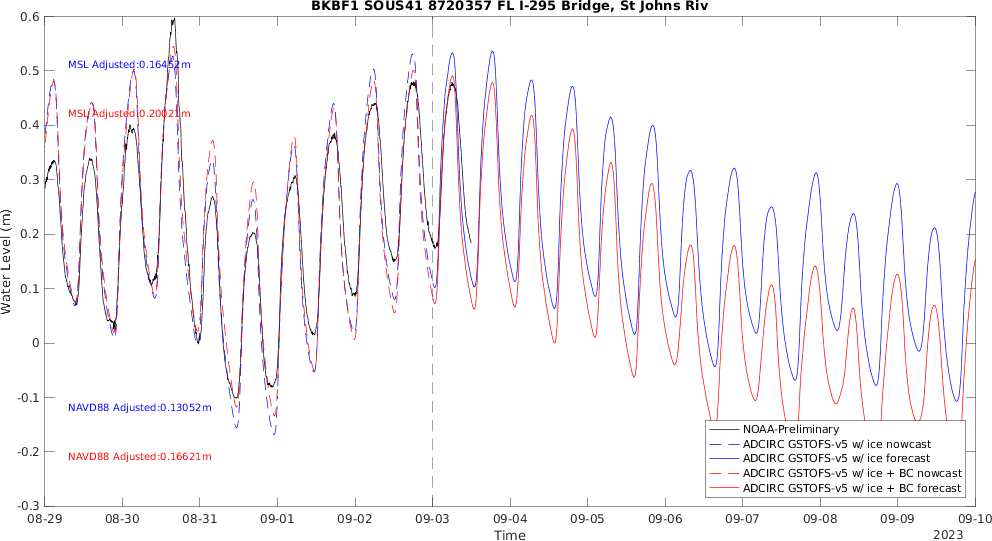 BKBF1 SOUS41 8720357 FL I-295 Bridge, St Johns Riv
0.6
0.5
0.4
0.3
0.2
0.1
0
-0.1
-0.2
-0.3
Water Level (m)
MSL Adjusted:0.16452m
MSL Adjusted:0.20021m
NAVD88 Adjusted:0.13052m
NAVD88 Adjusted:0.16621m
NOAA-Preliminary
ADCIRC GSTOFS-v5 w/ ice nowcast
ADCIRC GSTOFS-v5 w/ ice forecast
ADCIRC GSTOFS-v5 w/ ice + BC nowcast
ADCIRC GSTOFS-v5 w/ ice + BC forecast
08-29 08-30 08-31 09-01 09-02 09-03 09-04 09-05 09-06 09-07 09-08 09-09 09-10
Time
2023